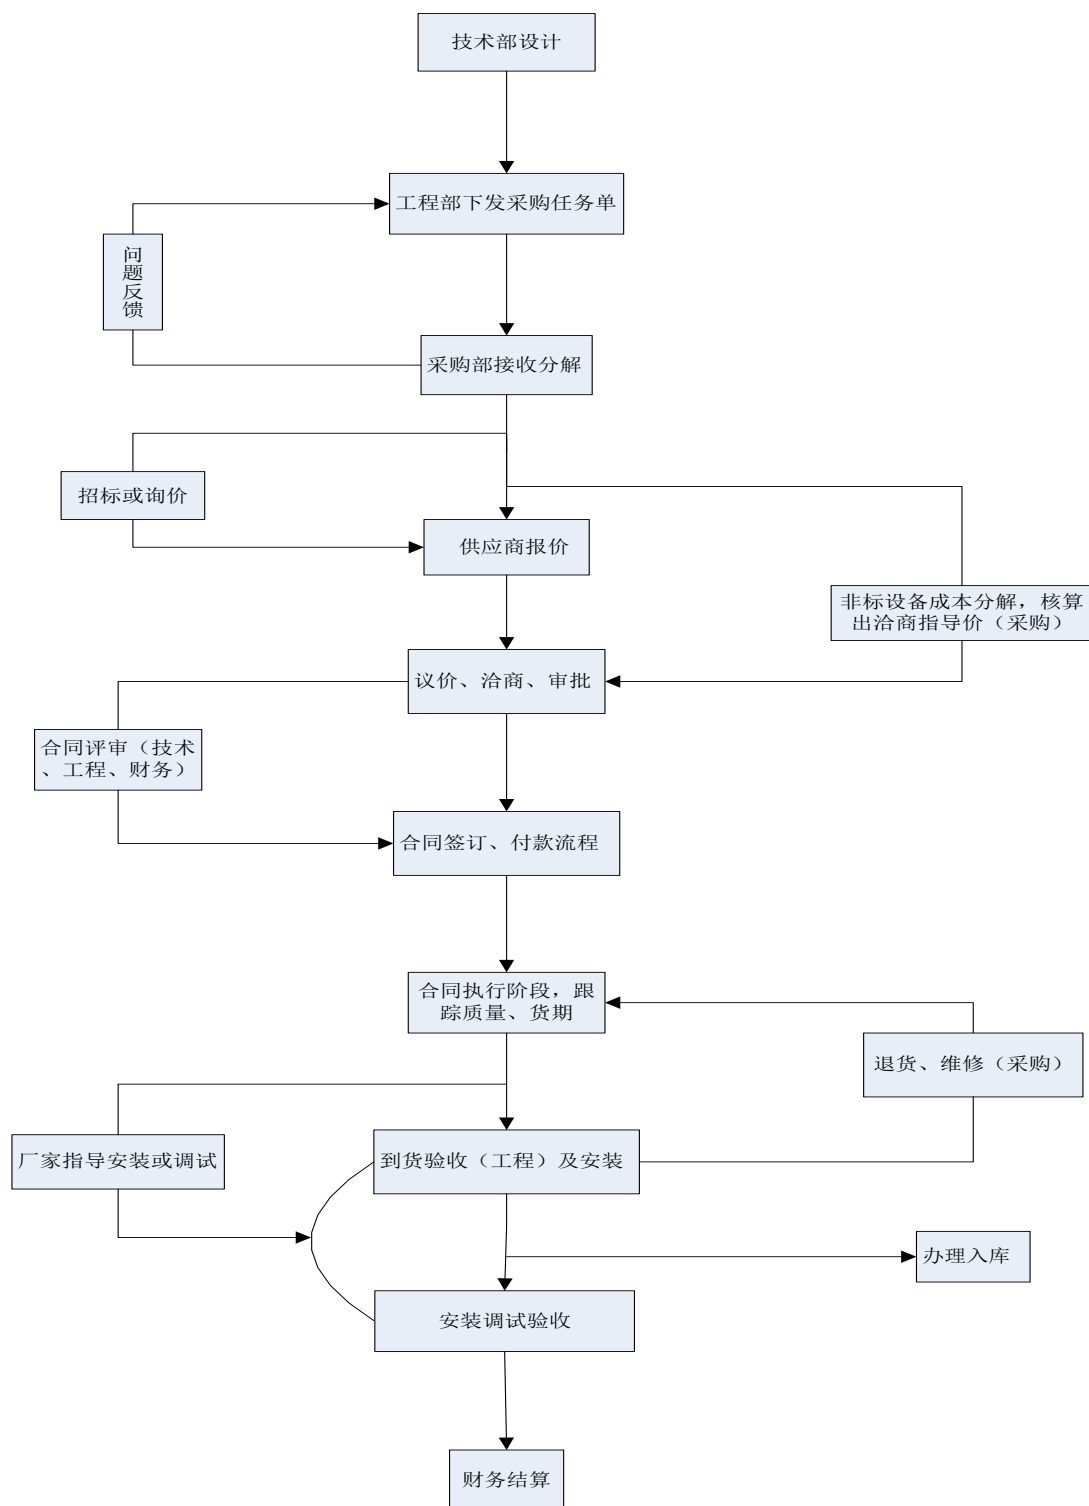 技术部设计
工程部下发采购任务单
问
题
反
馈
采购部接收分解
招标或询价
供应商报价
非标设备成本分解，核算
出洽商指导价（采购）
议价、洽商、审批
合同评审（技术
、工程、财务）
合同签订、付款流程
合同执行阶段，跟
踪质量、货期
退货、维修（采购）
厂家指导安装或调试
到货验收（工程）及安装
办理入库
安装调试验收
财务结算